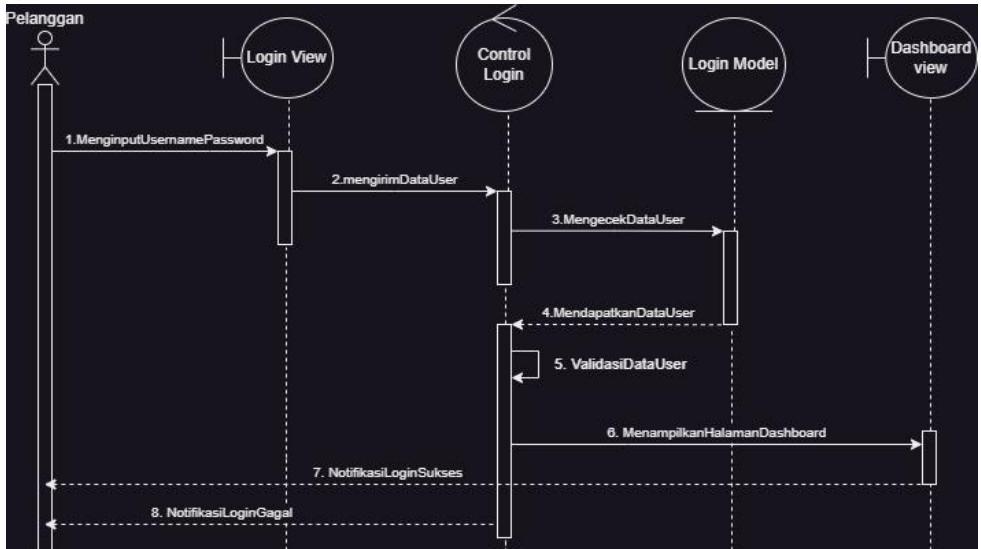 Pelanggan
Login View
Control
Login
Login Model
Dashboard
view
1.MenginputUsernamePassword
2.mengirimDataUser
3.MengecekDataUser
4.MendapatkanDataUser
5. ValidasiDataUser
6. MenampilkanHalamanDashboard
7. NotifikasiLoginSukses
8. NotifikasiLoginGagal